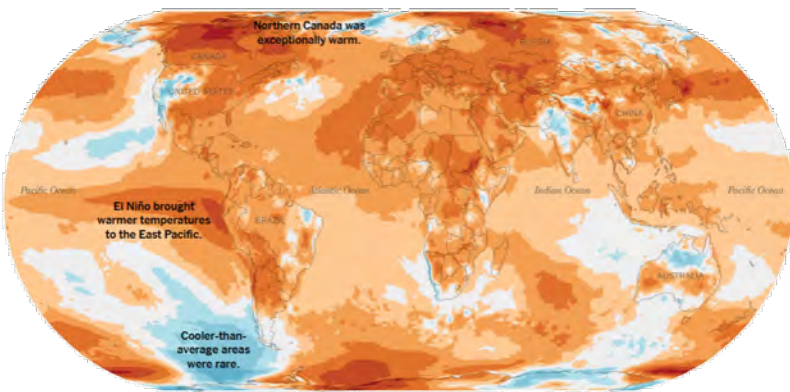 Northern Canada was
exceptionally warm.
RUSSIA
CANADA
UNITED STATES
CHINA
Pacific Ocean
Atlantic Ocean
Indian Ocean
Pacific Ocean
El Niño brought
warmer temperatures
to the East Pacific.
BRAZIL
AUSTRALIA
Cooler-than-
average areas
were rare.